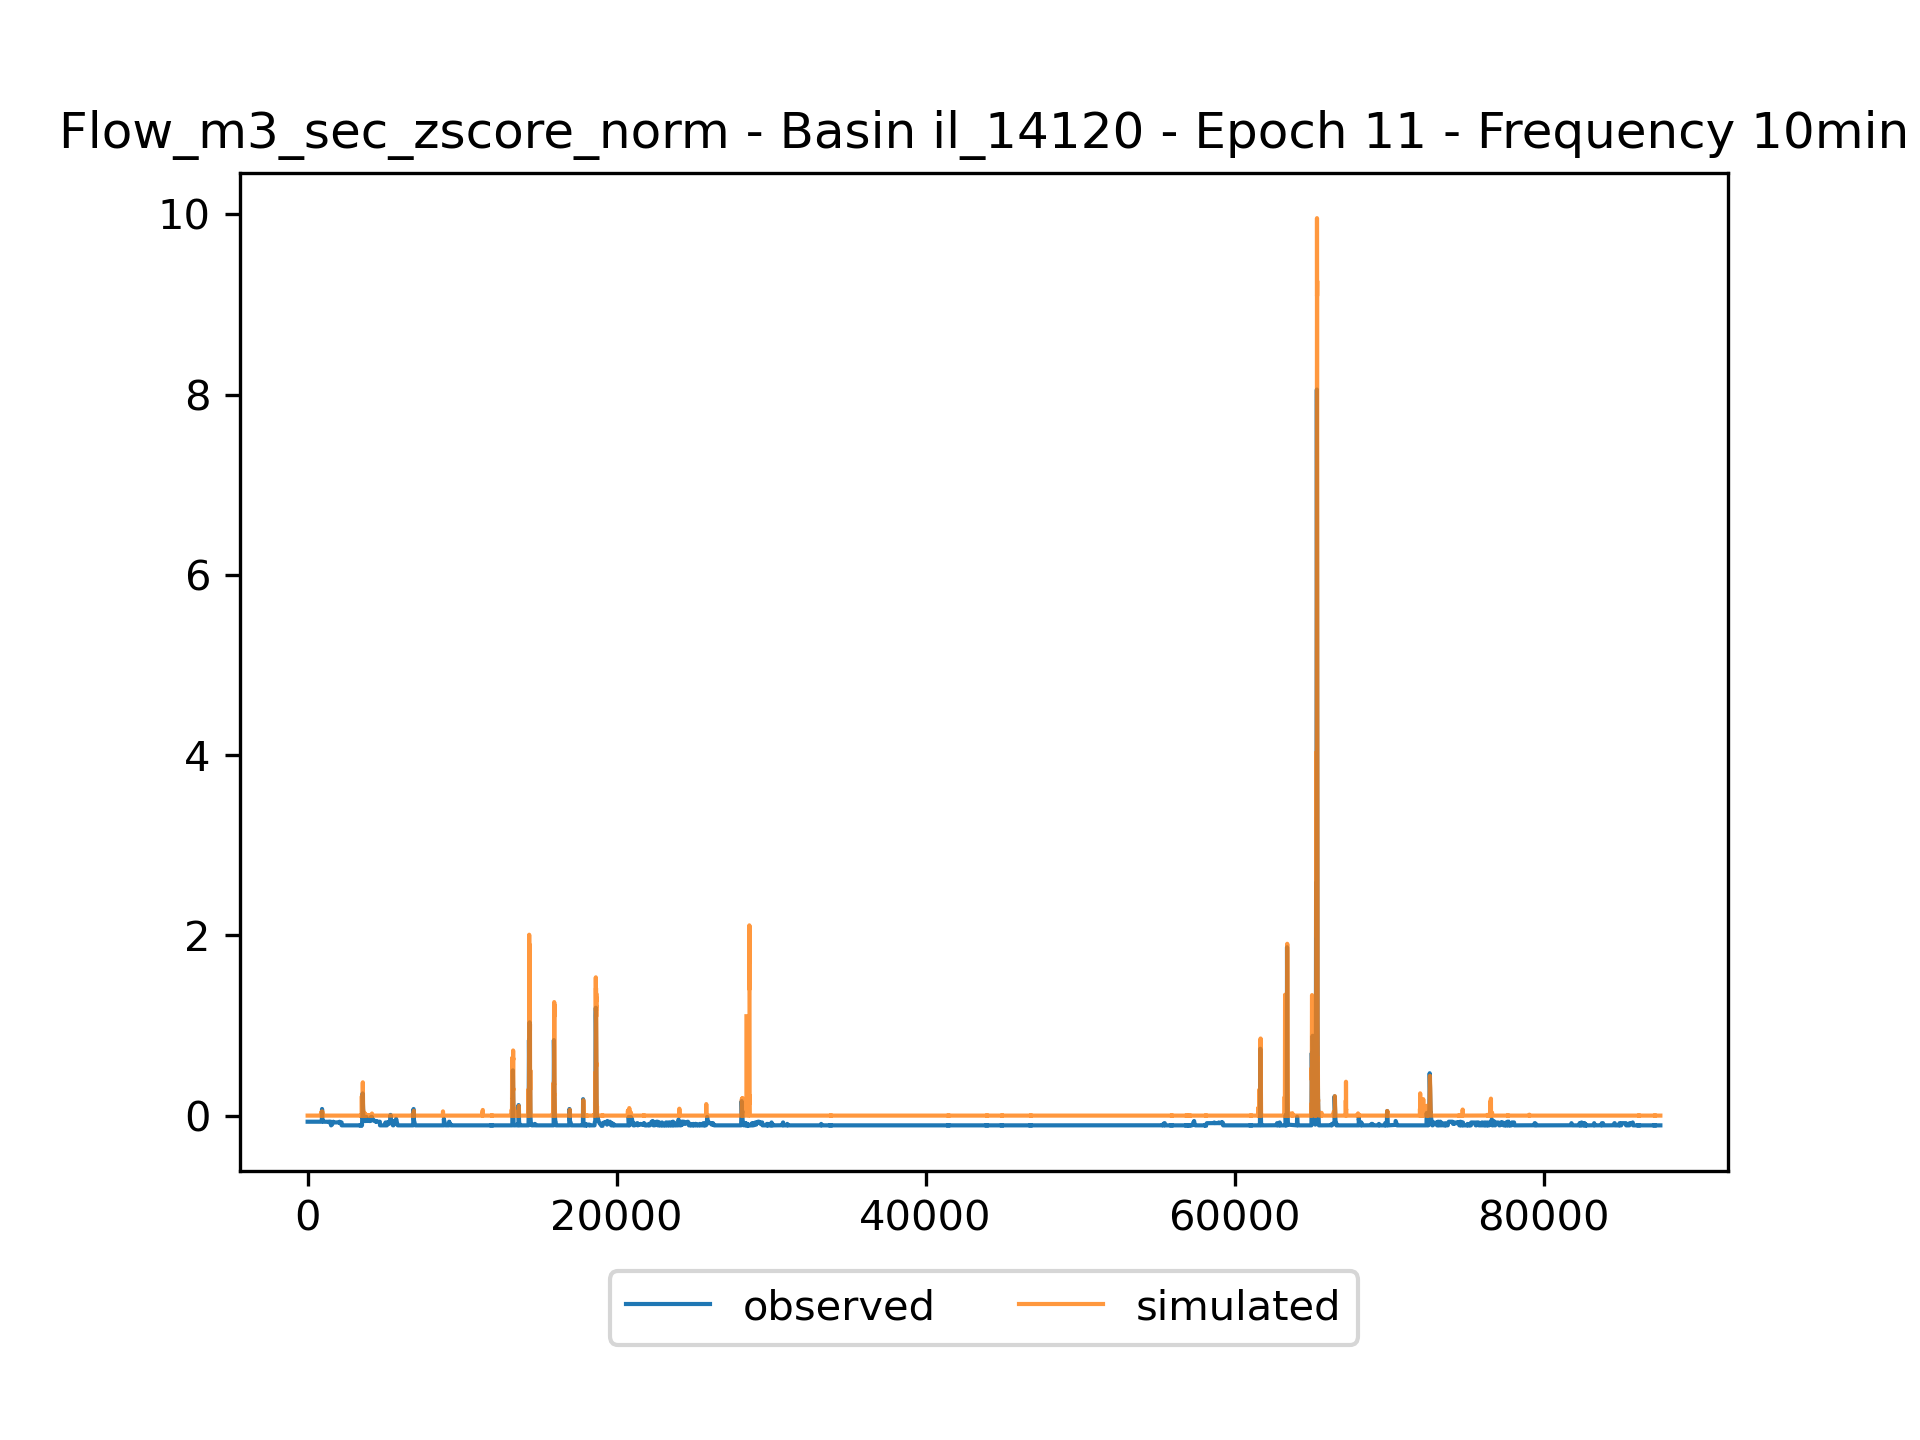 Flow_m3_sec_zscore_norm - Basin il_14120 - Epoch 11 - Frequency 10min
10
8
6
4
2
0
0 20000 40000 60000 80000
observed simulated